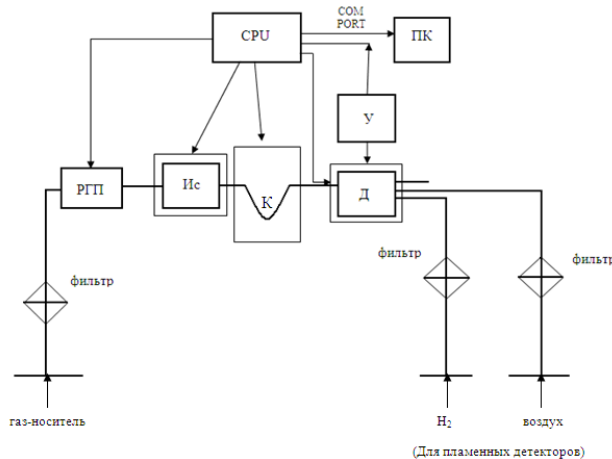 COM
PORT
CPU
ПК
У
РГП
Ис
К
Д
фильтр
фильтр
фильтр
газ-носитель
H₂
воздух
(Для пламенных детекторов)